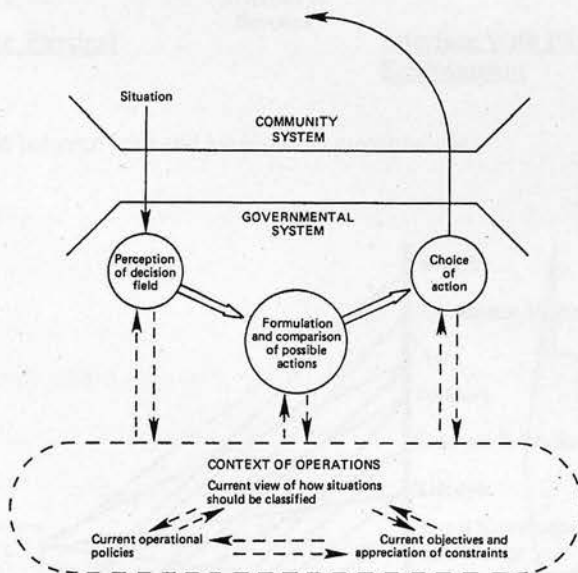 Situation
COMMUNITY
SYSTEM
GOVERNMENTAL
SYSTEM
Perception
of decision
field
Choice
of
action
Formulation
and comparison
of possible
actions
CONTEXT OF OPERATIONS
Current view of how situations
should be classified
Current operational
policies
Current objectives and
appreciation of constraints